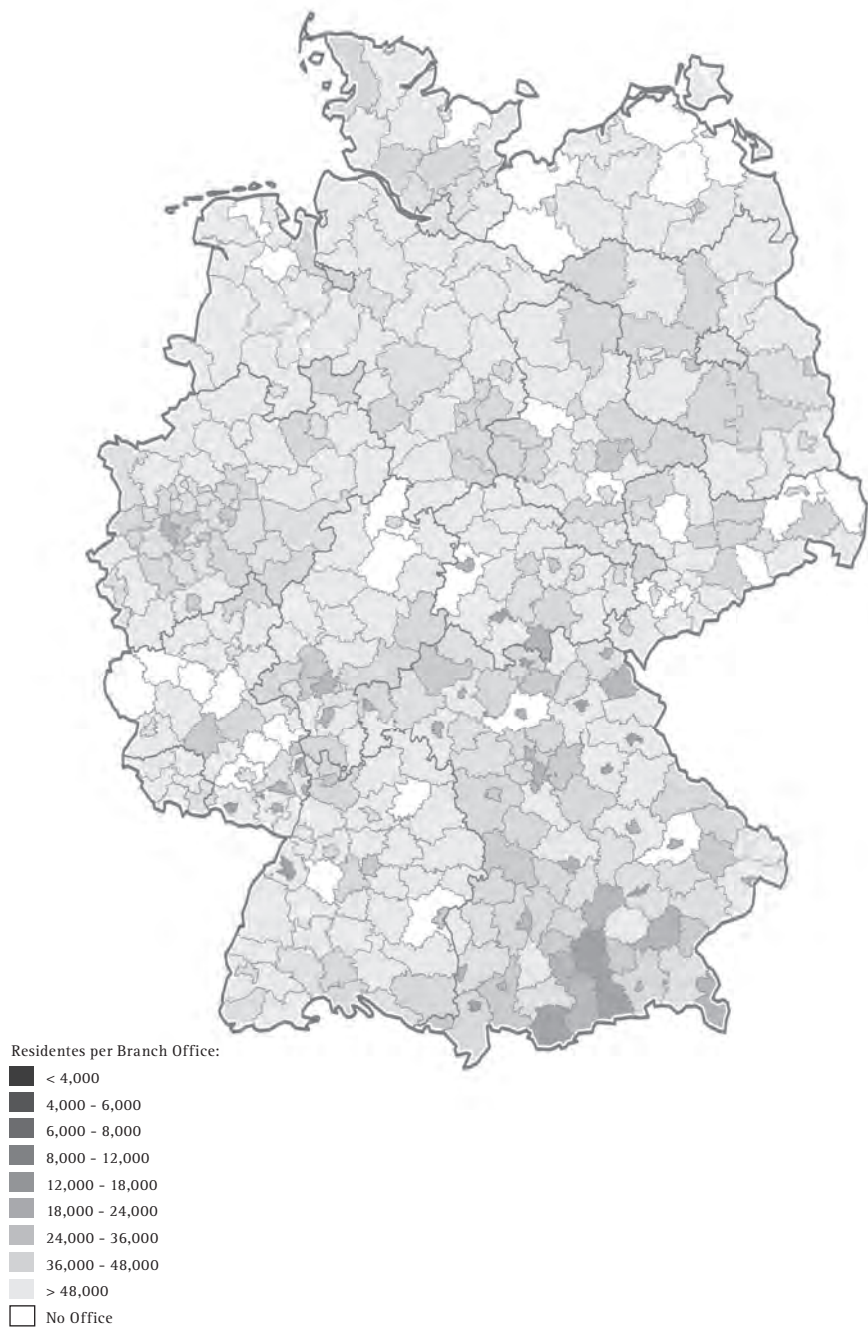 Residentes per Branch Office:
< 4,000
4,000 - 6,000
6,000 - 8,000
8,000 - 12,000
12,000 - 18,000
18,000 - 24,000
24,000 - 36,000
36,000 - 48,000
> 48,000
No Office